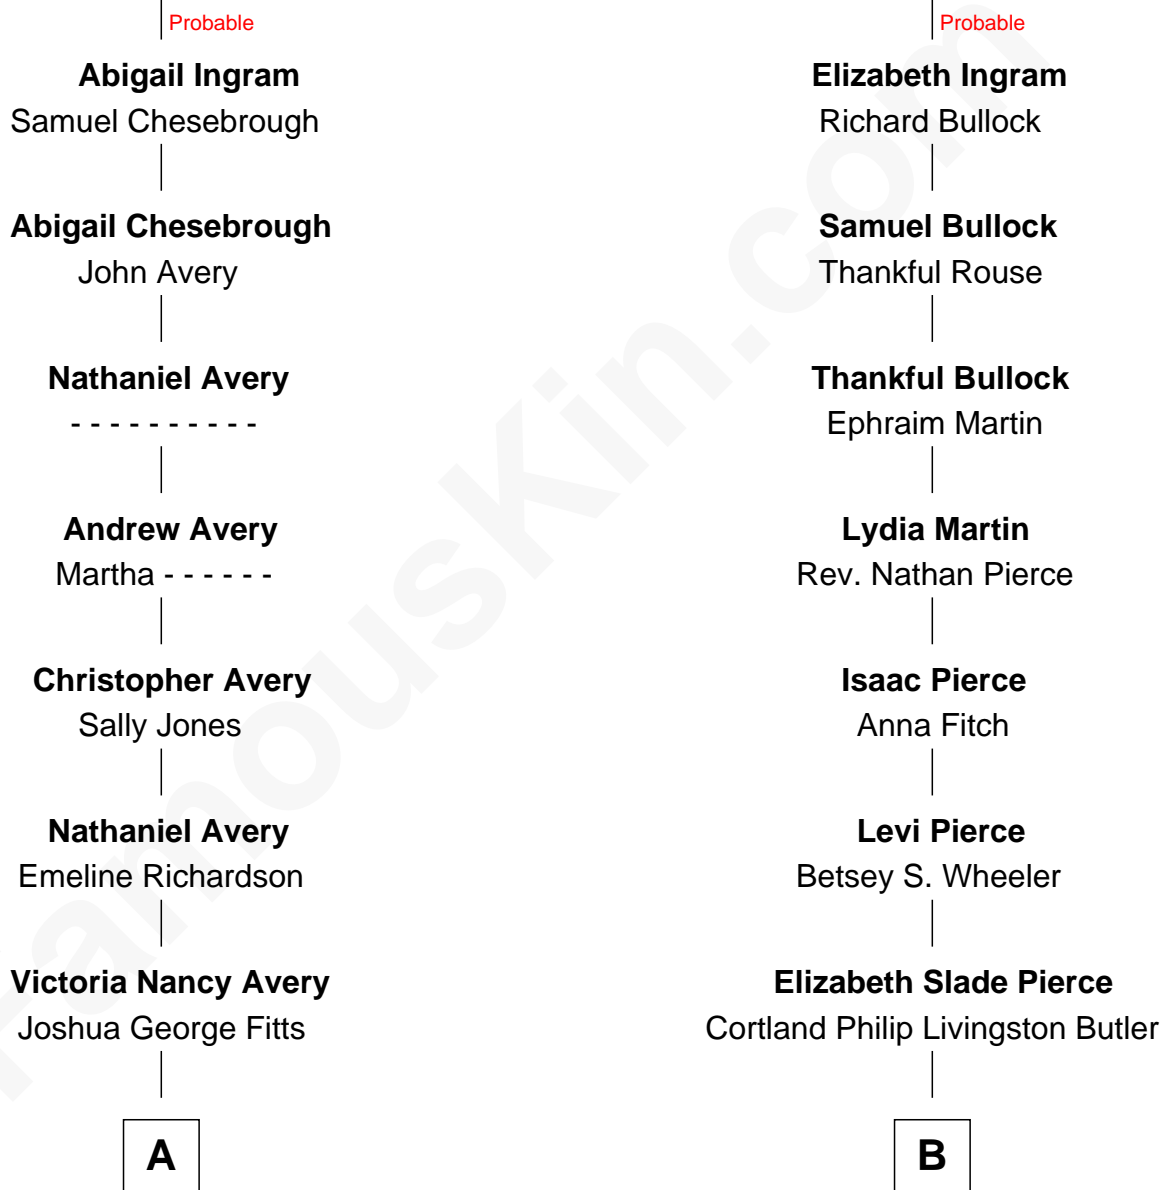 Probable
Abigail Ingram
Samuel Chesebrough
Abigail Chesebrough
John Avery
Nathaniel Avery
- - - - - - - - - -
Andrew Avery
Martha - - - - - -
Christopher Avery
Sally Jones
Nathaniel Avery
Emeline Richardson
Victoria Nancy Avery
Joshua George Fitts
A
Probable
Elizabeth Ingram
Richard Bullock
Samuel Bullock
Thankful Rouse
Thankful Bullock
Ephraim Martin
Lydia Martin
Rev. Nathan Pierce
Isaac Pierce
Anna Fitch
Levi Pierce
Betsey S. Wheeler
Elizabeth Slade Pierce
Cortland Philip Livingston Butler
B
FamousKin.com